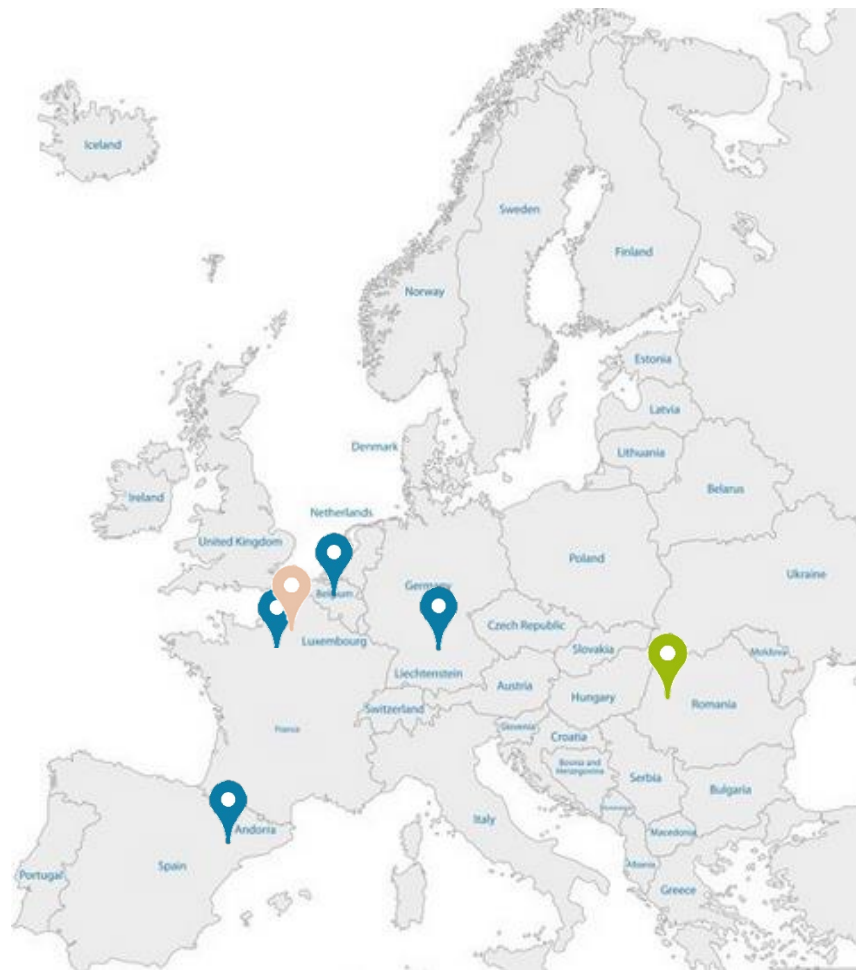 Iceland
Sweden
Finland
Norway
Estonia
Latvia
Denmark
Lithuania
Belarus
Ireland
Netherlands
United Kingdom
Poland
Ukraine
Germany
Belgium
Czech Republic
Luxembourg
Slovakia
Moldova
Liechtenstein
Austria
Hungary
Romania
Switzerland
France
Slovenia
Croatia
Bosnia and
Herzegovina
Serbia
Bulgaria
Italy
Andorra
Macedonia
Spain
Albania
Portugal
Greece